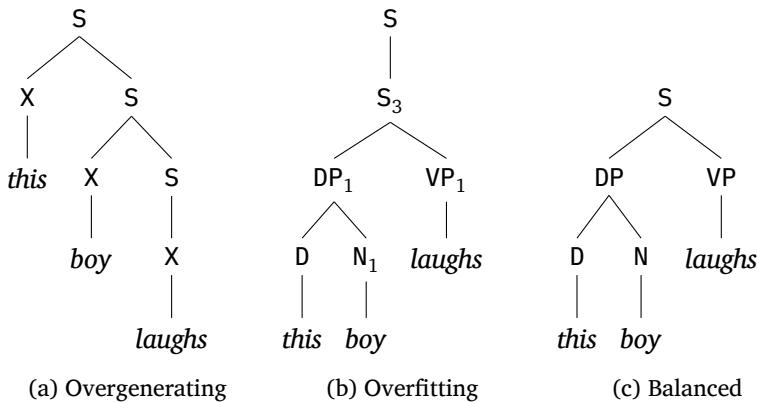 S
X S
this X S
boy X
laughs
(a) Overgenerating
S
S₃
DP₁ VP₁
D N₁ laughs
this boy
(b) Overfitting
S
DP VP
D N laughs
this boy
(c) Balanced